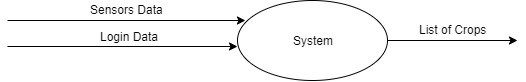 Sensors Data
Login Data
System
List of Crops